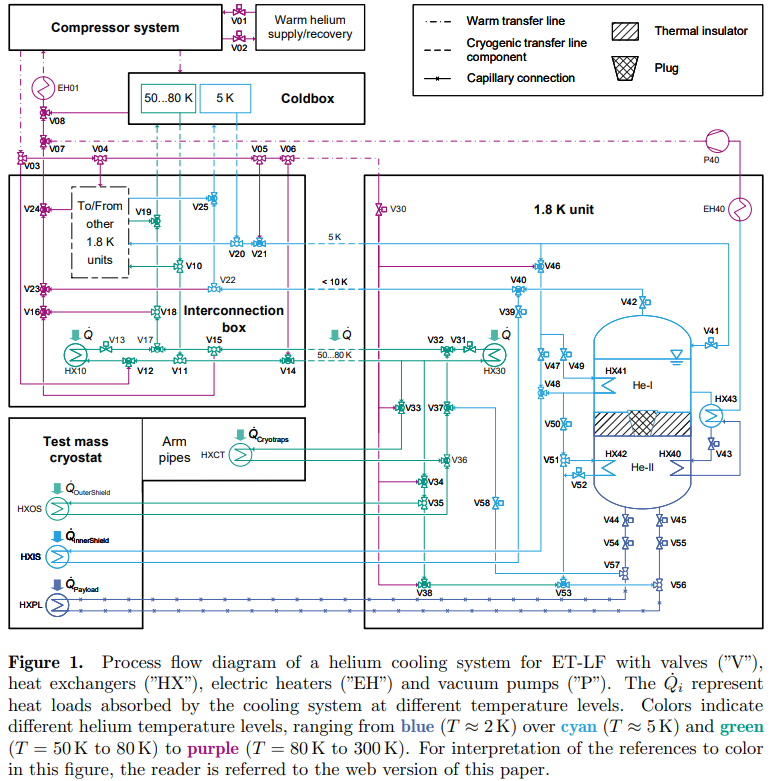 Compressor system
V01
V02
Warm helium
supply/recovery
Warm transfer line
Cryogenic transfer line
component
Capillary connection
Thermal insulator
Plug
EH01
V08
50...80 K
5 K
Coldbox
V07
V03
V04
V05
V06
P40
V24
To/From
other
1.8 K
units
V19
V25
V30
1.8 K unit
EH40
V20
V21
5 K
V10
V46
V22
< 10 K
V40
V23
V42
V16
V18
Interconnection
box
V39
Q̇
V13
V17
V15
Q̇
V32
V31
Q̇
V41
HX10
V12
V11
50...80 K
V14
HX30
V47
V49
HX41
He-I
V48
HX43
V33
V37
V50
Test mass
cryostat
Arm
pipes
HXCT
Q̇Cryotraps
V36
V51
HX42
HX40
V43
He-II
V52
Q̇OuterShield
V34
V35
V58
HXOS
V44
V45
Q̇InnerShield
V54
V55
HXIS
V57
Q̇Payload
HXPL
V38
V53
V56
Figure 1. Process flow diagram of a helium cooling system for ET-LF with valves ("V"),
heat exchangers ("HX"), electric heaters ("EH") and vacuum pumps ("P"). The Q̇i represent
heat loads absorbed by the cooling system at different temperature levels. Colors indicate
different helium temperature levels, ranging from blue (T ≈ 2 K) over cyan (T ≈ 5 K) and green
(T = 50 K to 80 K) to purple (T = 80 K to 300 K). For interpretation of the references to color
in this figure, the reader is referred to the web version of this paper.